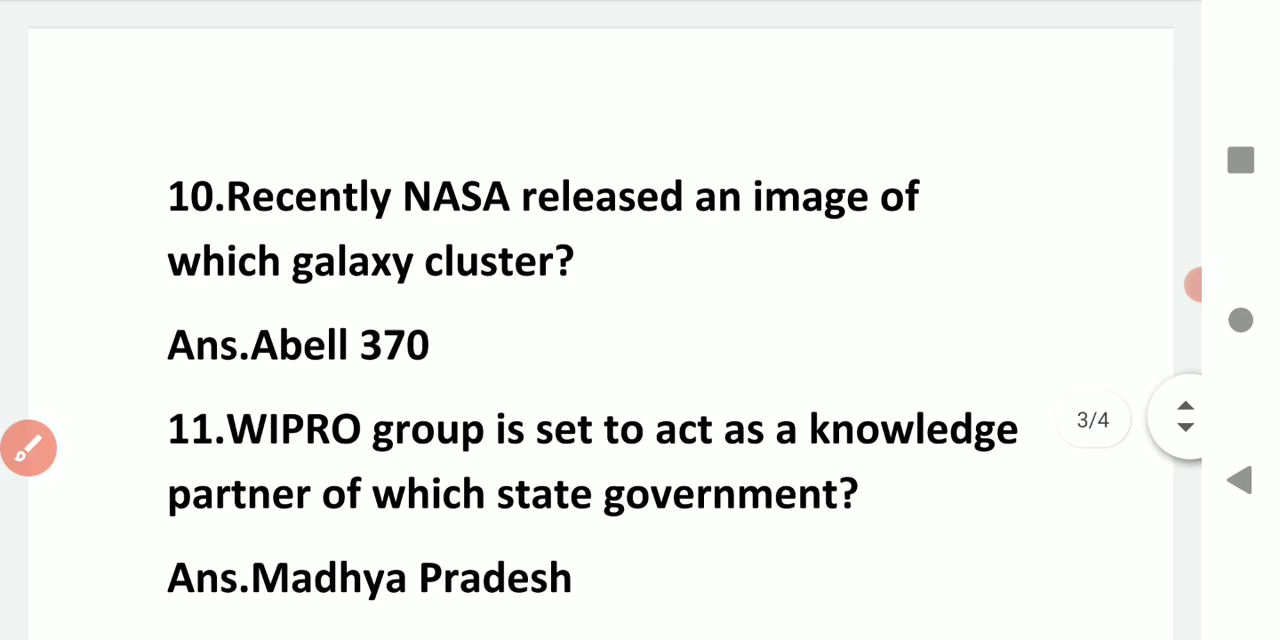 10.Recently NASA released an image of
which galaxy cluster?
Ans.Abell 370
11.WIPRO group is set to act as a knowledge
partner of which state government?
Ans.Madhya Pradesh
3/4